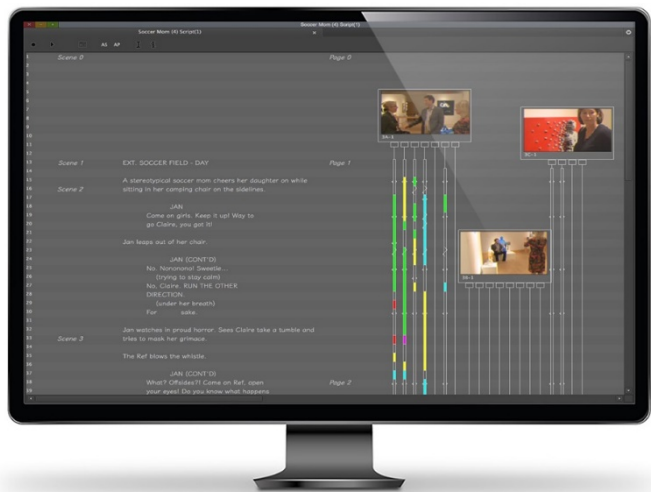 Soccer Mom (4) Script(1)
Soccer Mom (4) Script(1)
AE AP
Scene 0
Page 0
Scene 1
EXT. SOCCER FIELD - DAY
Page 1
A stereotypical soccer mom cheers her daughter on while
Scene 2
sitting in her camping chair on the sidelines.
JAN
Come on girls. Keep it up! Way to
go Claire, you got it!
Jan leaps out of her chair.
JAN (CONT'D)
No. Nononono! Sweetie...
(trying to stay calm)
No, Claire. RUN THE OTHER
DIRECTION.
(under her breath)
For sake.
Jan watches in proud horror. Sees Claire take a tumble and
Scene 3
tries to mask her grimace.
The Ref blows the whistle.
JAN (CONT'D)
What? Offsides?! Come on Ref, open
Page 2
your eyes! Do you know what happens